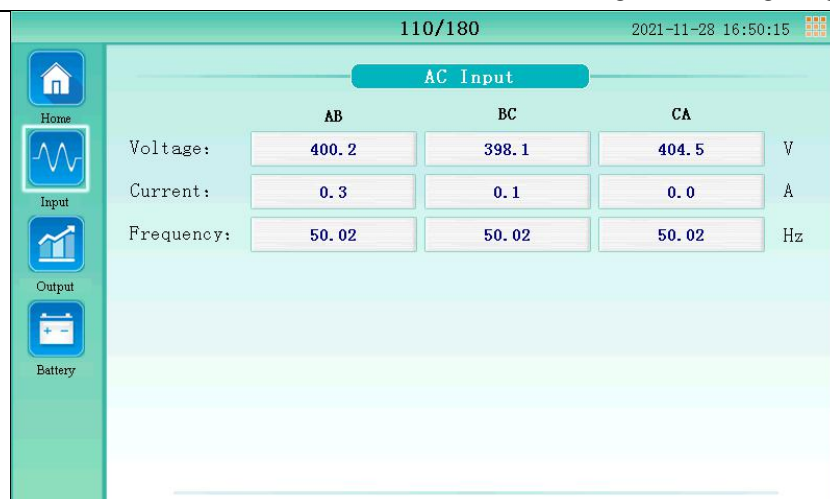 110/180 2021-11-28 16:50:15
AC Input
Home
AB BC CA
Voltage: 400.2 398.1 404.5 V
Input
Current: 0.3 0.1 0.0 A
Frequency: 50.02 50.02 50.02 Hz
Output
+ -
Battery